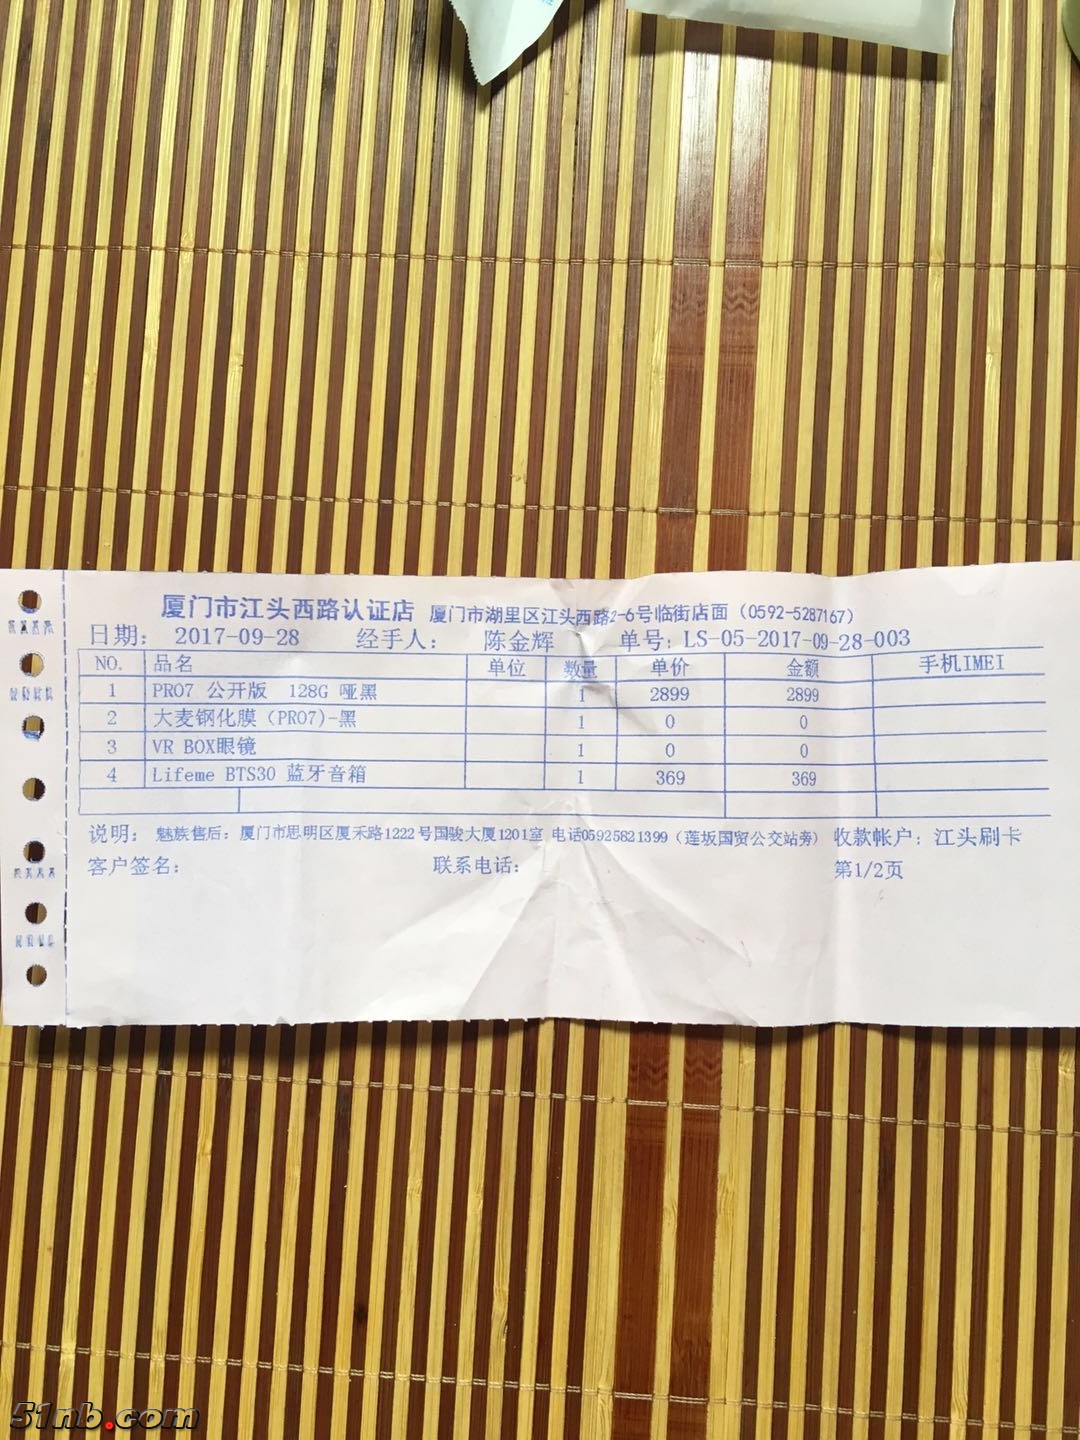 厦门市江头西路认证店 厦门市湖里区江头西路2-6号临街店面 (0592-5287167)
日期: 2017-09-28 经手人: 陈金辉 单号: LS-05-2017-09-28-003
NO. 品名 单位 数量 单价 金额 手机IMEI
1 PRO7 公开版 128G 哑黑 1 2899 2899
2 大麦钢化膜 (PRO7)-黑 1 0 0
3 VR BOX眼镜 1 0 0
4 Lifeme BTS30 蓝牙音箱 1 369 369
说明: 魅族售后: 厦门市思明区厦禾路1222号国骏大厦1201室 电话05925821399 (莲坂国贸公交站旁) 收款帐户: 江头刷卡
客户签名: 联系电话: 第1/2页
51nb.com